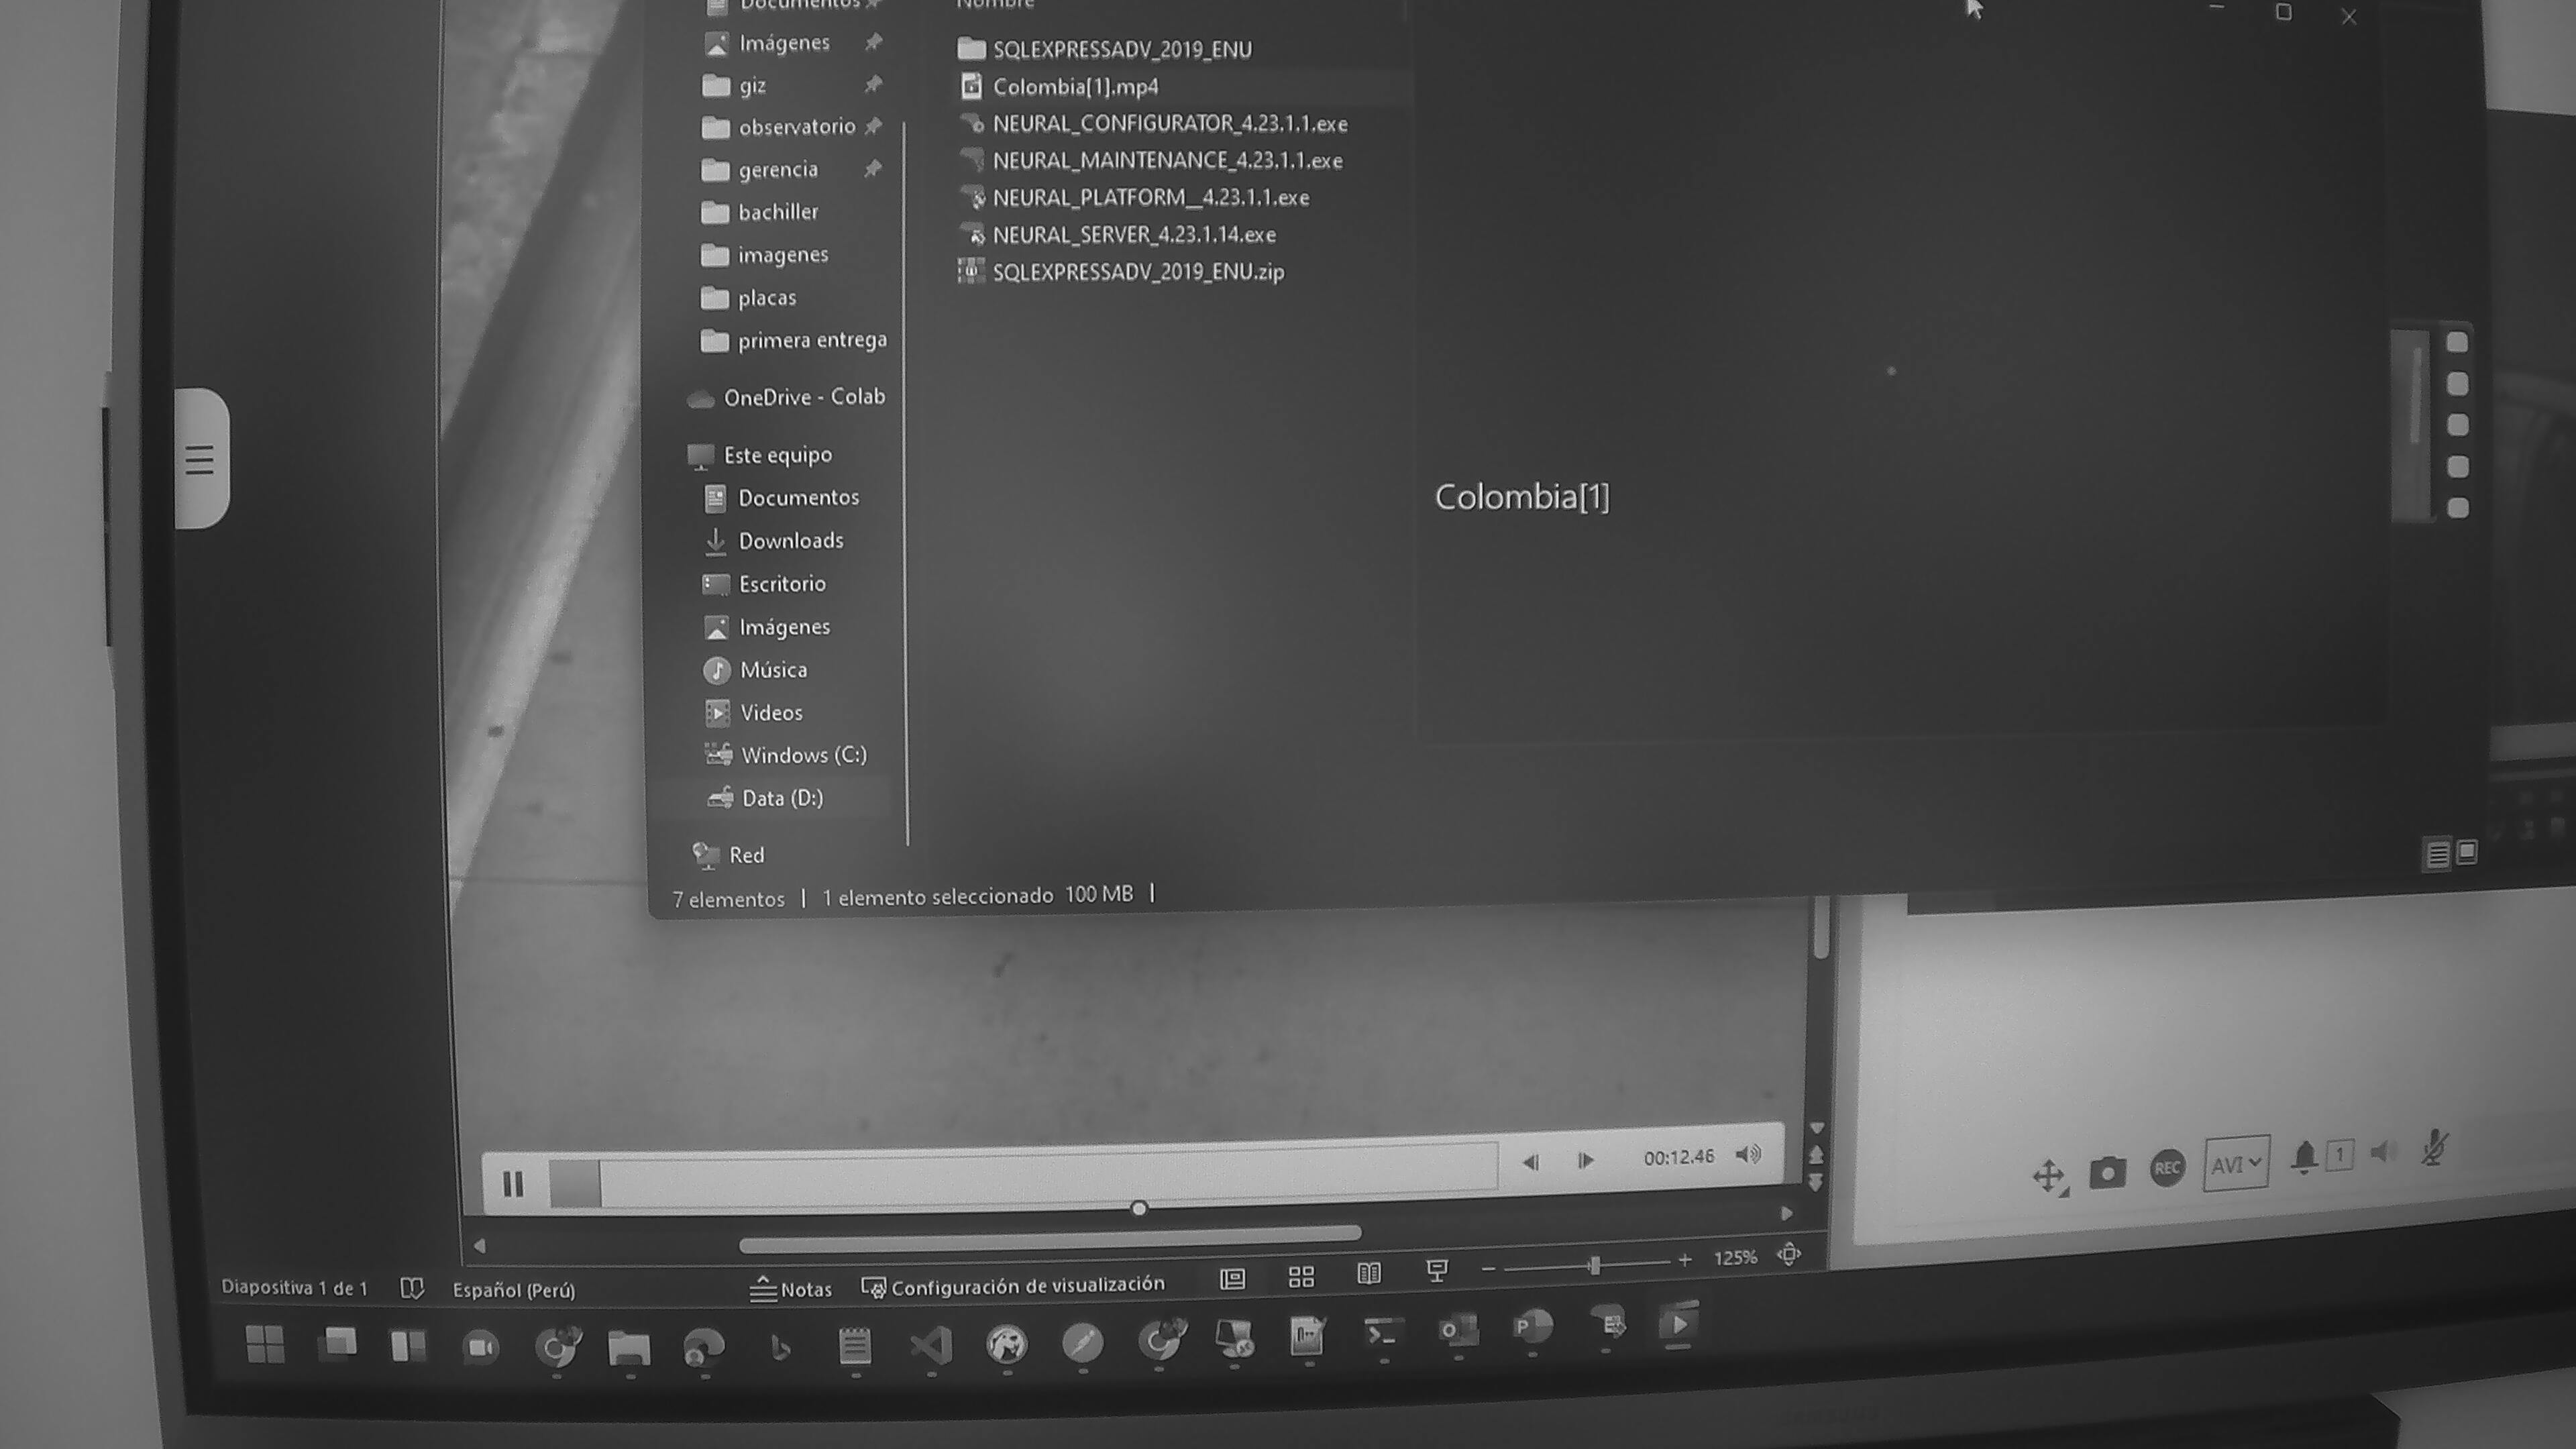 Documentos
Nombre
Imágenes
giz
observatorio
gerencia
bachiller
imagenes
placas
primera entrega
OneDrive - Colab
Este equipo
Documentos
Downloads
Escritorio
Imágenes
Música
Videos
Windows (C:)
Data (D:)
Red
SQLEXPRESSADV_2019_ENU
Colombia[1].mp4
NEURAL_CONFIGURATOR_4.23.1.1.exe
NEURAL_MAINTENANCE_4.23.1.1.exe
NEURAL_PLATFORM__4.23.1.1.exe
NEURAL_SERVER_4.23.1.14.exe
SQLEXPRESSADV_2019_ENU.zip
Colombia[1]
7 elementos | 1 elemento seleccionado 100 MB |
00:12.46
REC
AVI
1
125%
Diapositiva 1 de 1
Español (Perú)
Notas
Configuración de visualización